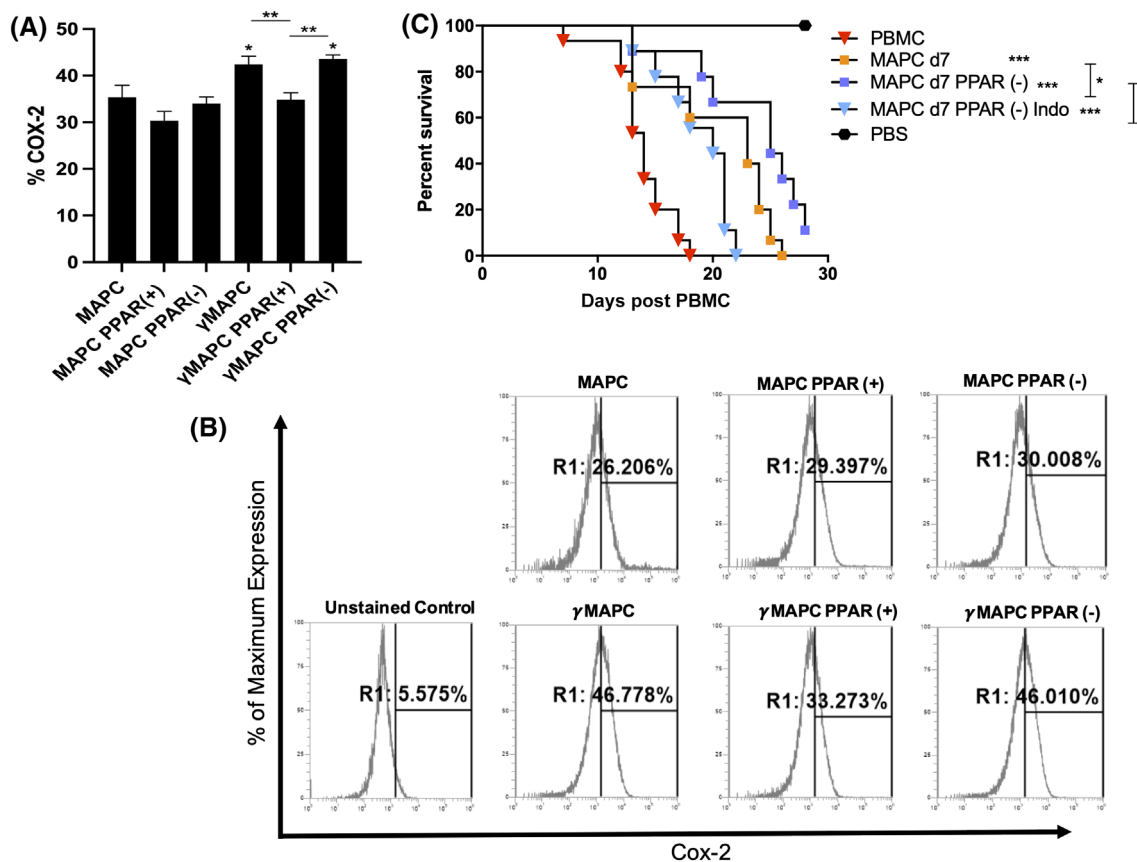 (A)
% COX-2
50
40
30
20
10
0
** **
* *
MAPC
MAPC PPAR(+)
MAPC PPAR(-)
γMAPC
γMAPC PPAR(+)
γMAPC PPAR(-)
(C)
Percent survival
100
80
60
40
20
0
0 10 20 30
Days post PBMC
PBMC
MAPC d7 ***
MAPC d7 PPAR (-) *** *
MAPC d7 PPAR (-) Indo ***
PBS
(B)
% of Maximum Expression
MAPC
R1: 26.206%
MAPC PPAR (+)
R1: 29.397%
MAPC PPAR (-)
R1: 30.008%
Unstained Control
R1: 5.575%
γMAPC
R1: 46.778%
γMAPC PPAR (+)
R1: 33.273%
γMAPC PPAR (-)
R1: 46.010%
Cox-2